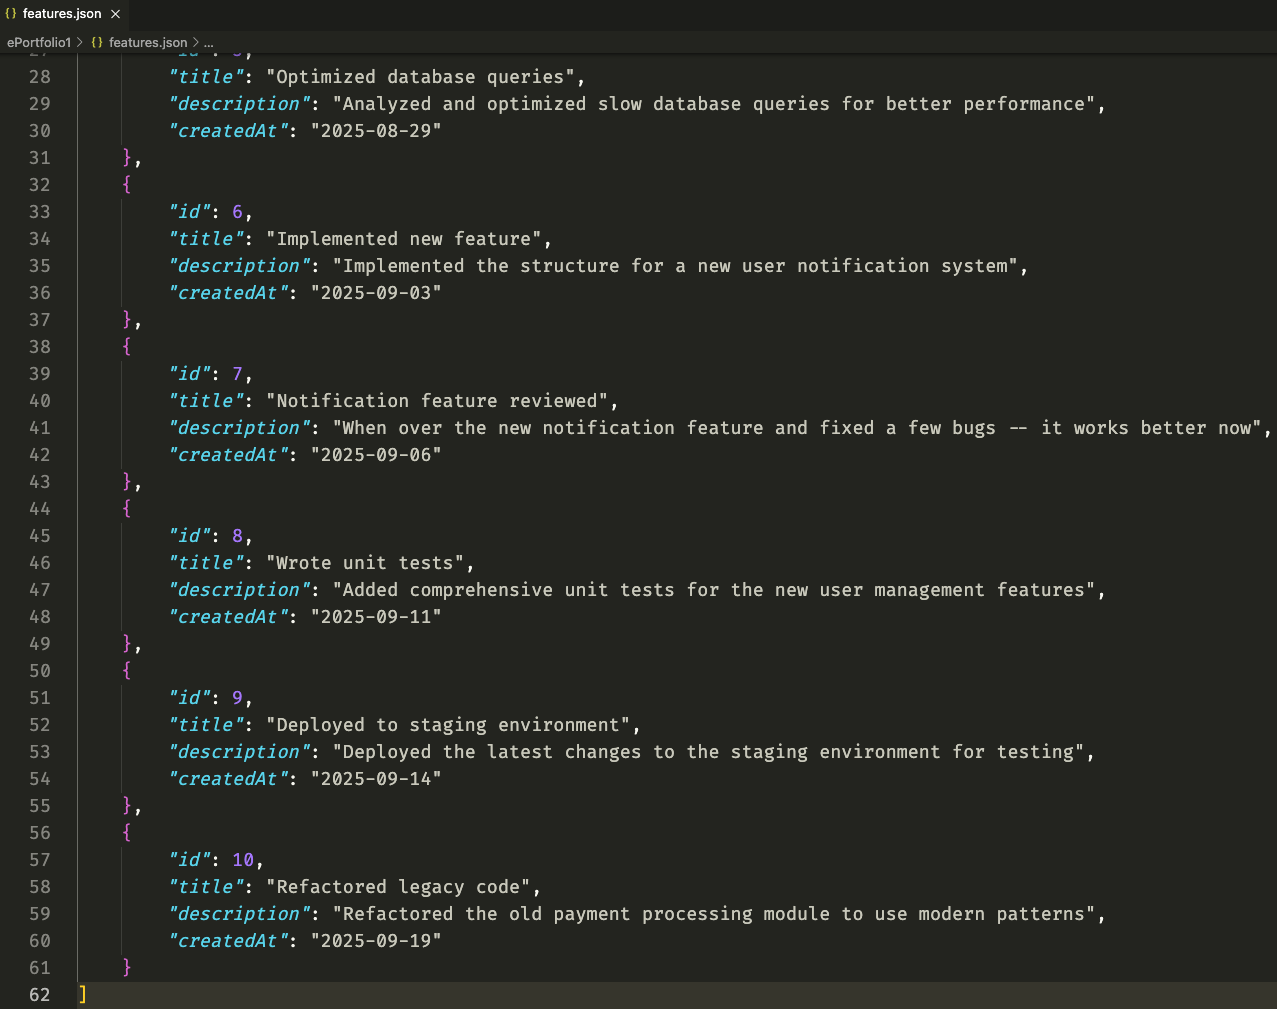 {} features.json ×
ePortfolio1 > {} features.json > ...
27 "id": 5,
28 "title": "Optimized database queries",
29 "description": "Analyzed and optimized slow database queries for better performance",
30 "createdAt": "2025-08-29"
31 },
32 {
33 "id": 6,
34 "title": "Implemented new feature",
35 "description": "Implemented the structure for a new user notification system",
36 "createdAt": "2025-09-03"
37 },
38 {
39 "id": 7,
40 "title": "Notification feature reviewed",
41 "description": "When over the new notification feature and fixed a few bugs -- it works better now",
42 "createdAt": "2025-09-06"
43 },
44 {
45 "id": 8,
46 "title": "Wrote unit tests",
47 "description": "Added comprehensive unit tests for the new user management features",
48 "createdAt": "2025-09-11"
49 },
50 {
51 "id": 9,
52 "title": "Deployed to staging environment",
53 "description": "Deployed the latest changes to the staging environment for testing",
54 "createdAt": "2025-09-14"
55 },
56 {
57 "id": 10,
58 "title": "Refactored legacy code",
59 "description": "Refactored the old payment processing module to use modern patterns",
60 "createdAt": "2025-09-19"
61 }
62 ]